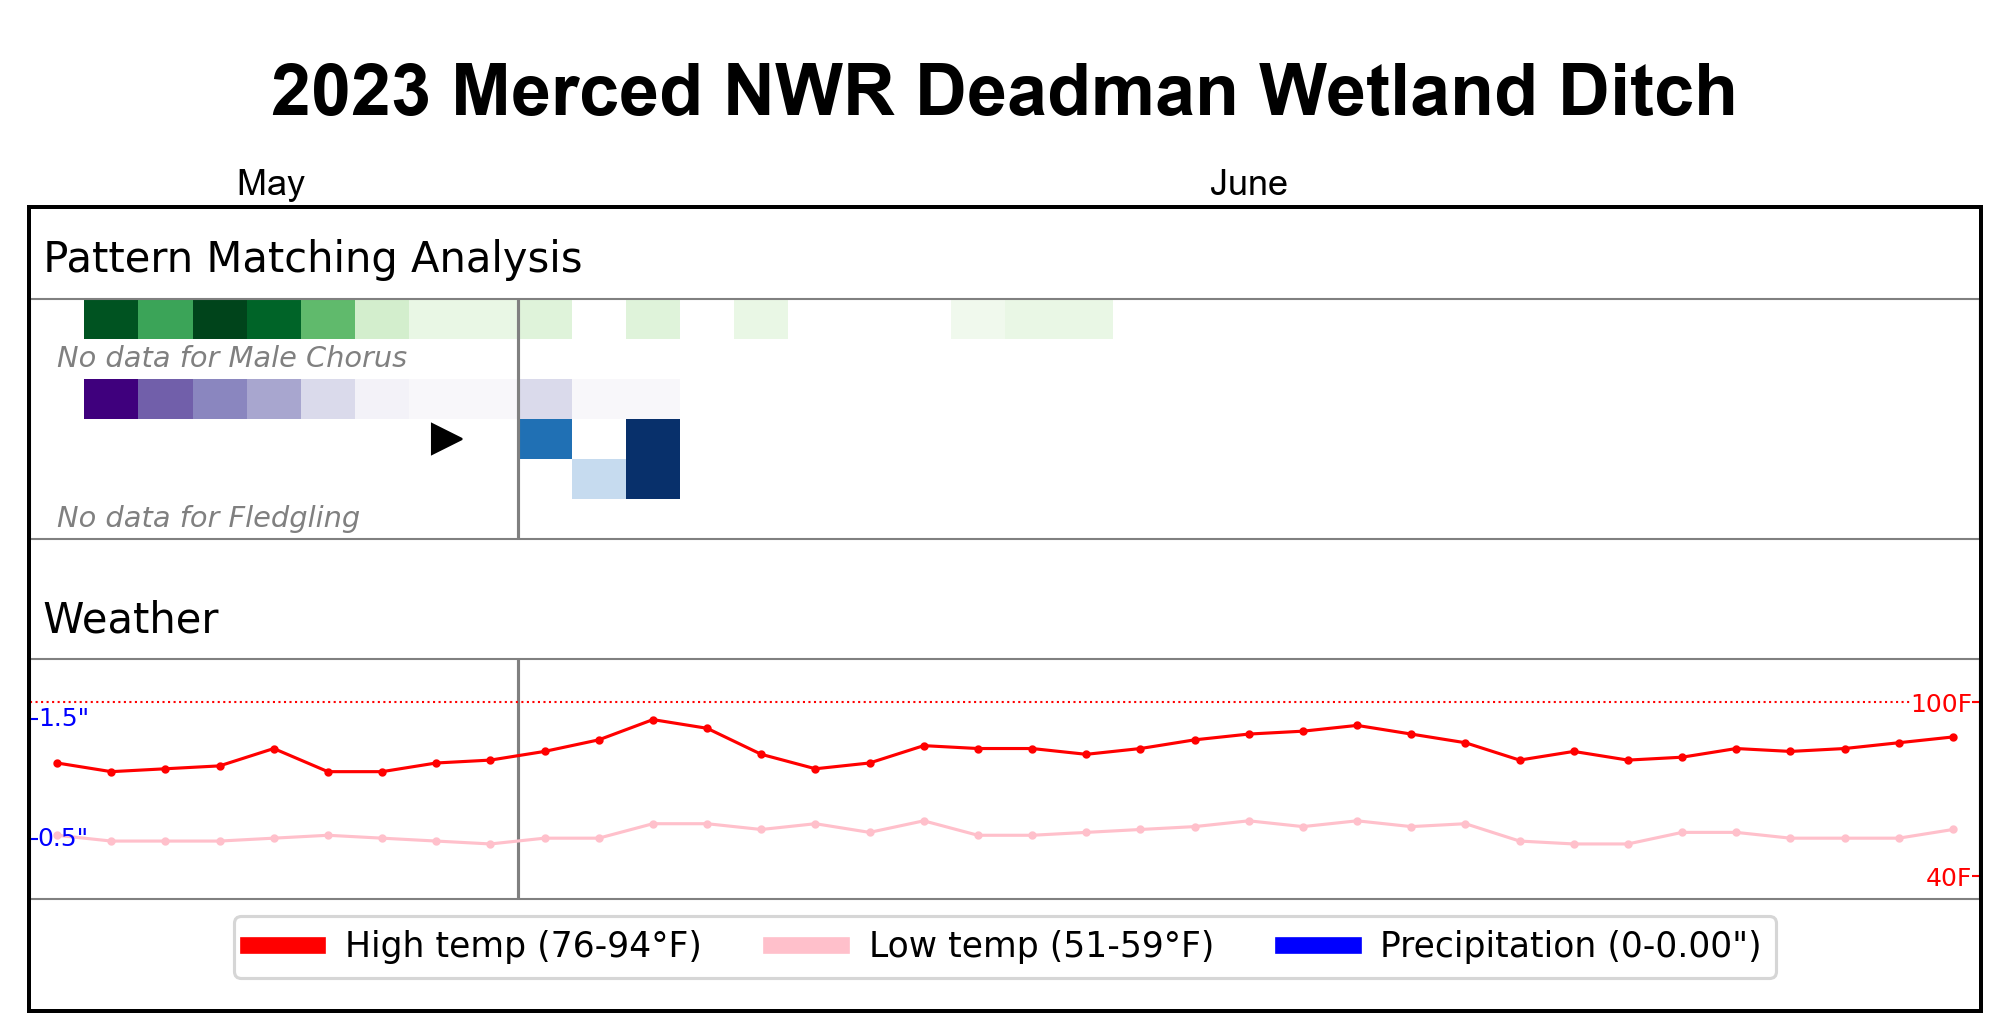 2023 Merced NWR Deadman Wetland Ditch
May June
Pattern Matching Analysis
No data for Male Chorus
No data for Fledgling
Weather
100F
1.5"
0.5"
40F
High temp (76-94°F) Low temp (51-59°F) Precipitation (0-0.00")